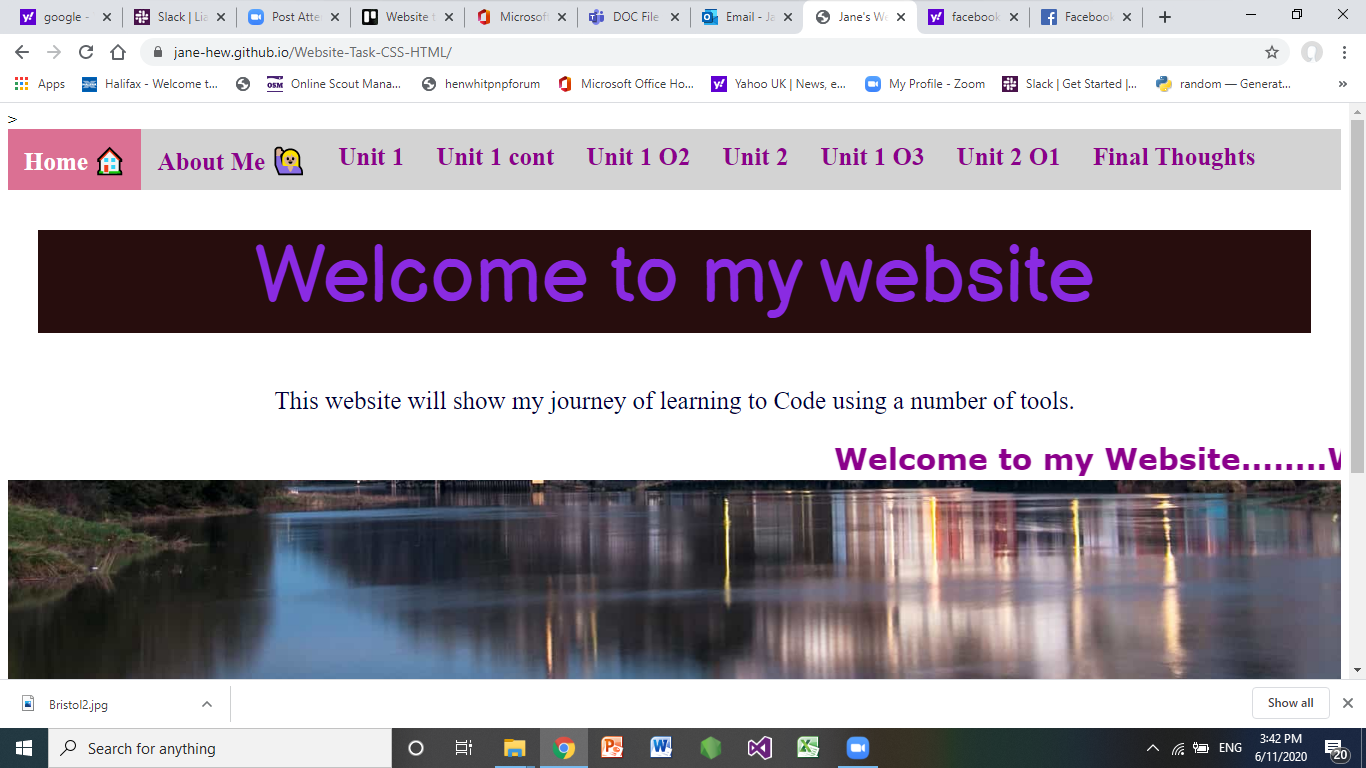 google -
Slack | Lia
Post Atte
Website t
Microsof
DOC File
Email - Ja
Jane's We
facebook
Facebook
jane-hew.github.io/Website-Task-CSS-HTML/
Apps
Halifax - Welcome t...
OSM Online Scout Mana...
henwhitpnpforum
Microsoft Office Ho...
Yahoo UK | News, e...
My Profile - Zoom
Slack | Get Started |...
random — Generat...
»
>
Home
About Me
Unit 1
Unit 1 cont
Unit 1 O2
Unit 2
Unit 1 O3
Unit 2 O1
Final Thoughts
Welcome to my website
This website will show my journey of learning to Code using a number of tools.
Welcome to my Website........W
Bristol2.jpg
Show all
Search for anything
ENG
3:42 PM
6/11/2020
20